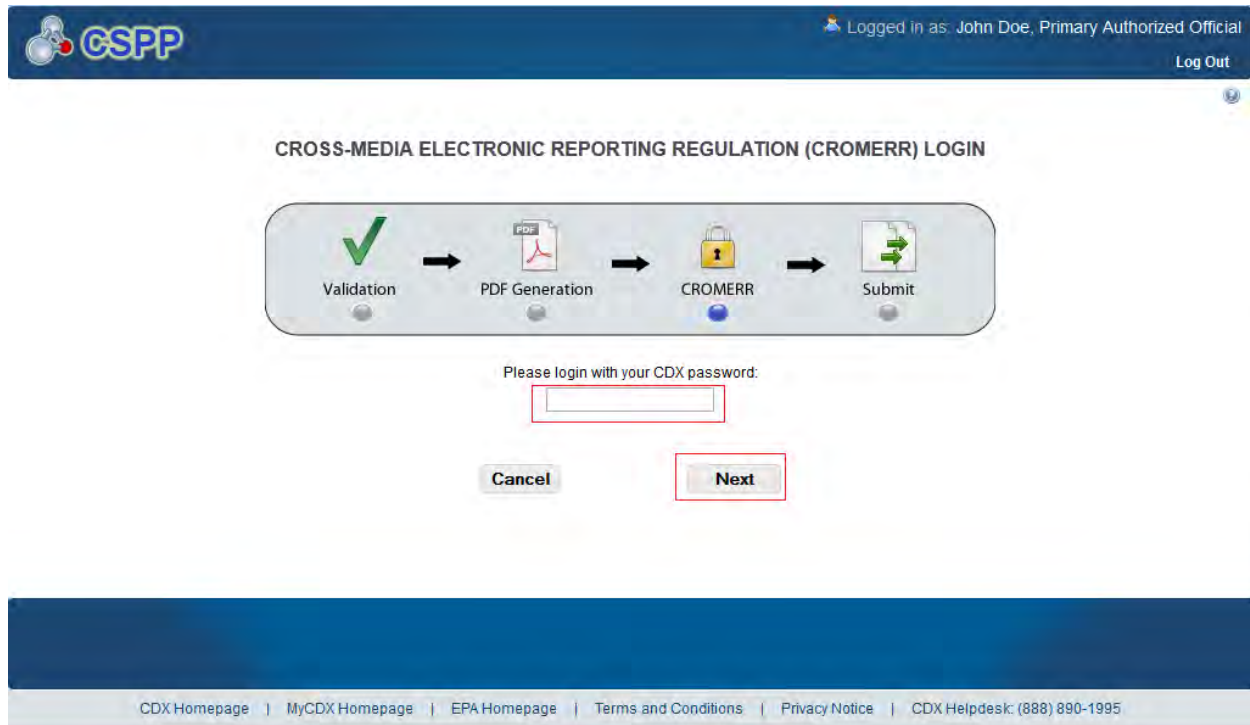 CSPP
Logged in as: John Doe, Primary Authorized Official
Log Out
CROSS-MEDIA ELECTRONIC REPORTING REGULATION (CROMERR) LOGIN
PDF
Validation PDF Generation CROMERR Submit
Please login with your CDX password:
Cancel Next
CDX Homepage | MyCDX Homepage | EPA Homepage | Terms and Conditions | Privacy Notice | CDX Helpdesk: (888) 890-1995